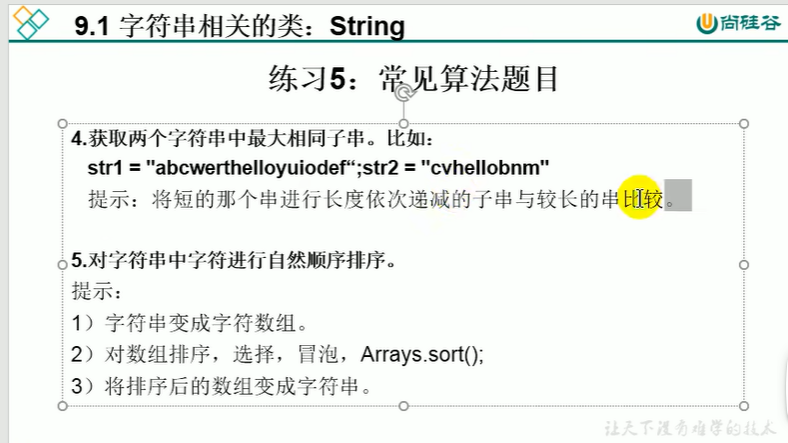 9.1 字符串相关的类：String
尚硅谷
练习5：常见算法题目
4.获取两个字符串中最大相同子串。比如：
str1 = "abcwerthelloyuiodef“;str2 = "cvhellobnm"
提示：将短的那个串进行长度依次递减的子串与较长的串比较。
5.对字符串中字符进行自然顺序排序。
提示：
1）字符串变成字符数组。
2）对数组排序，选择，冒泡，Arrays.sort();
3）将排序后的数组变成字符串。
让天下没有难学的技术